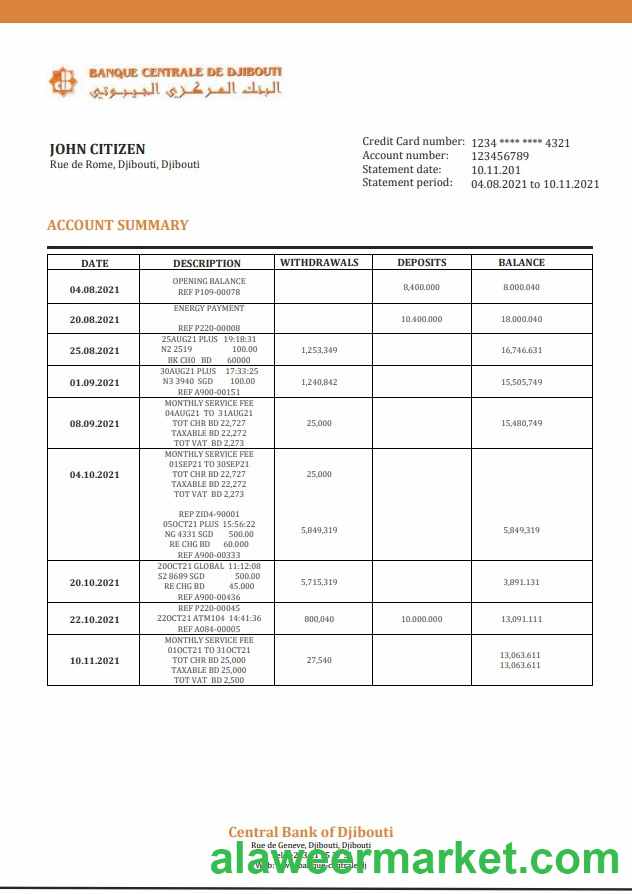 BANQUE CENTRALE DE DJIBOUTI
البنك المركزي الجيبوتي
JOHN CITIZEN
Rue de Rome, Djibouti, Djibouti
Credit Card number: 1234 **** **** 4321
Account number: 123456789
Statement date: 10.11.201
Statement period: 04.08.2021 to 10.11.2021
ACCOUNT SUMMARY
DATE DESCRIPTION WITHDRAWALS DEPOSITS BALANCE
04.08.2021 OPENING BALANCE 8,400.000 8.000.040
REF P109-00078
20.08.2021 ENERGY PAYMENT 10.400.000 18.000.040
REF P220-00008
25.08.2021 25AUG21 PLUS 19:18:31 1,253,349 16,746.631
N2 2519 100.00
BK CH0 BD 60000
01.09.2021 30AUG21 PLUS 17:33:25 1,240,842 15,505,749
N3 3940 SGD 100.00
REF A900-00151
08.09.2021 MONTHLY SERVICE FEE 25,000 15,480,749
04AUG21 TO 31AUG21
TOT CHR BD 22,727
TAXABLE BD 22,272
TOT VAT BD 2,273
04.10.2021 MONTHLY SERVICE FEE 25,000
01SEP21 TO 30SEP21
TOT CHR BD 22,727
TAXABLE BD 22,272
TOT VAT BD 2,273
REP ZID4-90001
05OCT21 PLUS 15:56:22 5,849,319 5,849,319
NG 4331 SGD 500.00
RE CHG BD 60.000
REF A900-00333
20.10.2021 20OCT21 GLOBAL 11:12:08 5,715,319 3,891.131
S2 8689 SGD 500.00
RE CHG BD 45.000
REF A900-00436
22.10.2021 REF P220-00045 800,040 10.000.000 13,091.111
22OCT21 ATM104 14:41:36
REF A084-00005
10.11.2021 MONTHLY SERVICE FEE 27,540 13,063.611
01OCT21 TO 31OCT21 13,063.611
TOT CHR BD 25,000
TAXABLE BD 25,000
TOT VAT BD 2,500
Central Bank of Djibouti
Rue de Geneve, Djibouti, Djibouti
alaweermarket.com